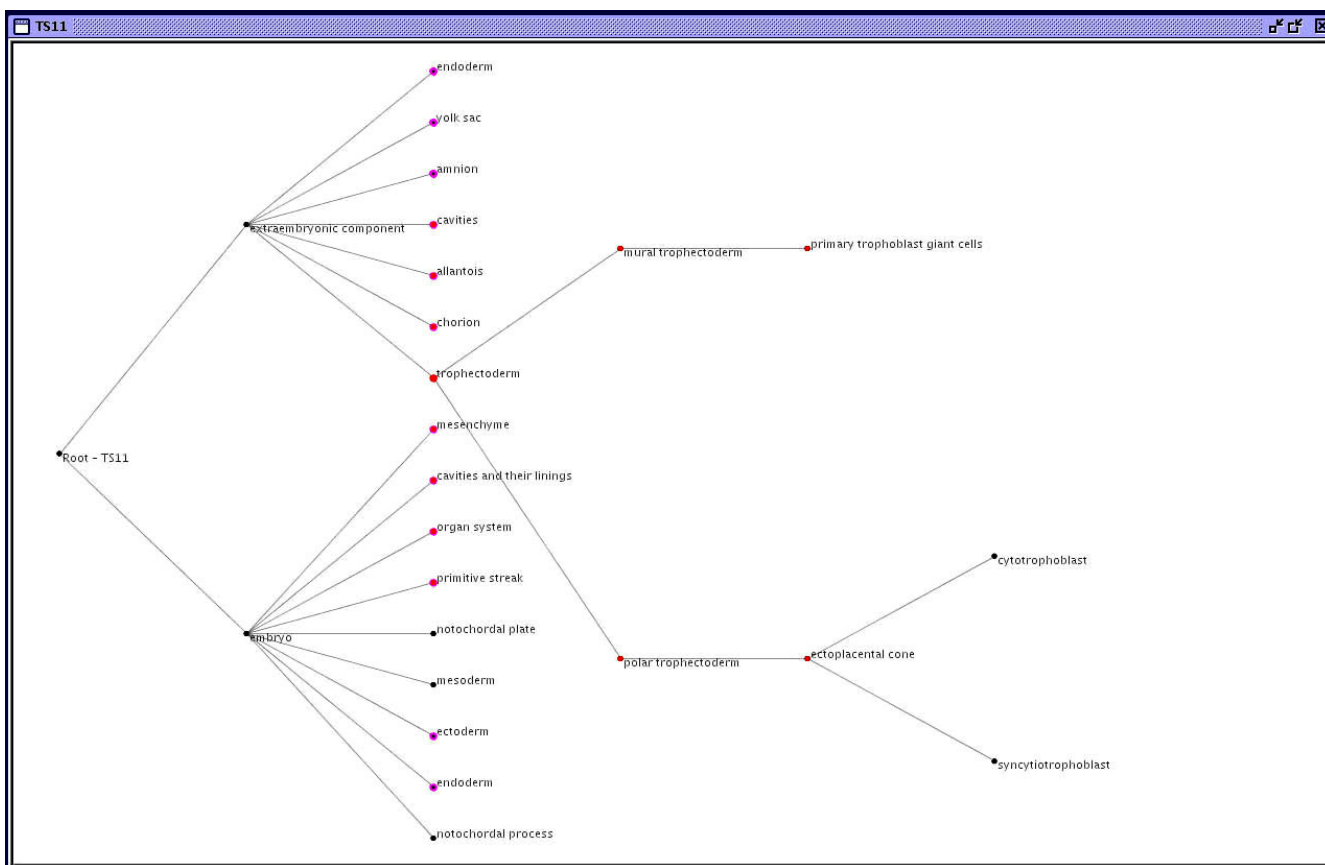 TS11
endoderm
yolk sac
amnion
cavities
extraembryonic component
allantois
chorion
trophectoderm
mural trophectoderm
primary trophoblast giant cells
mesenchyme
Root - TS11
cavities and their linings
organ system
primitive streak
notochordal plate
embryo
mesoderm
ectoderm
endoderm
notochordal process
polar trophectoderm
ectoplacental cone
cytotrophoblast
syncytiotrophoblast